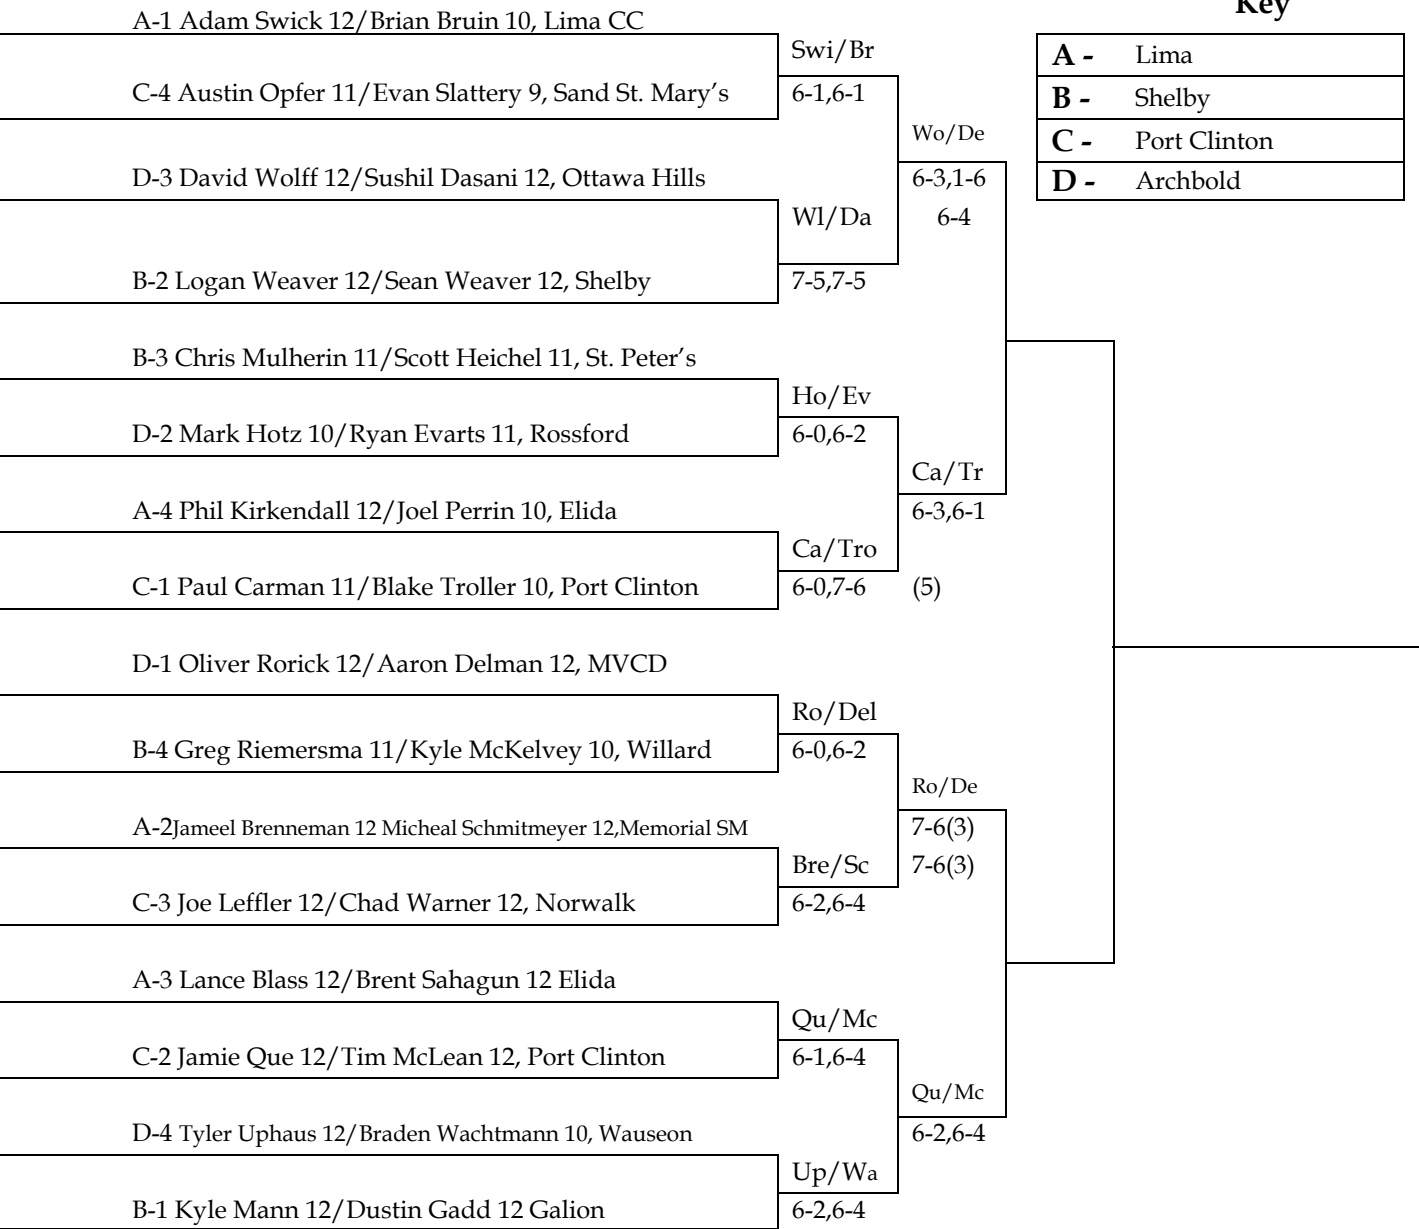 Key
A-1 Adam Swick 12/Brian Bruin 10, Lima CC
Swi/Br
A - Lima
C-4 Austin Opfer 11/Evan Slattery 9, Sand St. Mary's
6-1,6-1
B - Shelby
Wo/De
C - Port Clinton
D-3 David Wolff 12/Sushil Dasani 12, Ottawa Hills
6-3,1-6
D - Archbold
Wl/Da
6-4
B-2 Logan Weaver 12/Sean Weaver 12, Shelby
7-5,7-5
B-3 Chris Mulherin 11/Scott Heichel 11, St. Peter's
Ho/Ev
D-2 Mark Hotz 10/Ryan Evarts 11, Rossford
6-0,6-2
Ca/Tr
A-4 Phil Kirkendall 12/Joel Perrin 10, Elida
6-3,6-1
Ca/Tro
C-1 Paul Carman 11/Blake Troller 10, Port Clinton
6-0,7-6 (5)
D-1 Oliver Rorick 12/Aaron Delman 12, MVCD
Ro/Del
B-4 Greg Riemersma 11/Kyle McKelvey 10, Willard
6-0,6-2
Ro/De
A-2Jameel Brenneman 12 Micheal Schmitmeyer 12,Memorial SM
7-6(3)
Bre/Sc
7-6(3)
C-3 Joe Leffler 12/Chad Warner 12, Norwalk
6-2,6-4
A-3 Lance Blass 12/Brent Sahagun 12 Elida
Qu/Mc
C-2 Jamie Que 12/Tim McLean 12, Port Clinton
6-1,6-4
Qu/Mc
D-4 Tyler Uphaus 12/Braden Wachtmann 10, Wauseon
6-2,6-4
Up/Wa
B-1 Kyle Mann 12/Dustin Gadd 12 Galion
6-2,6-4